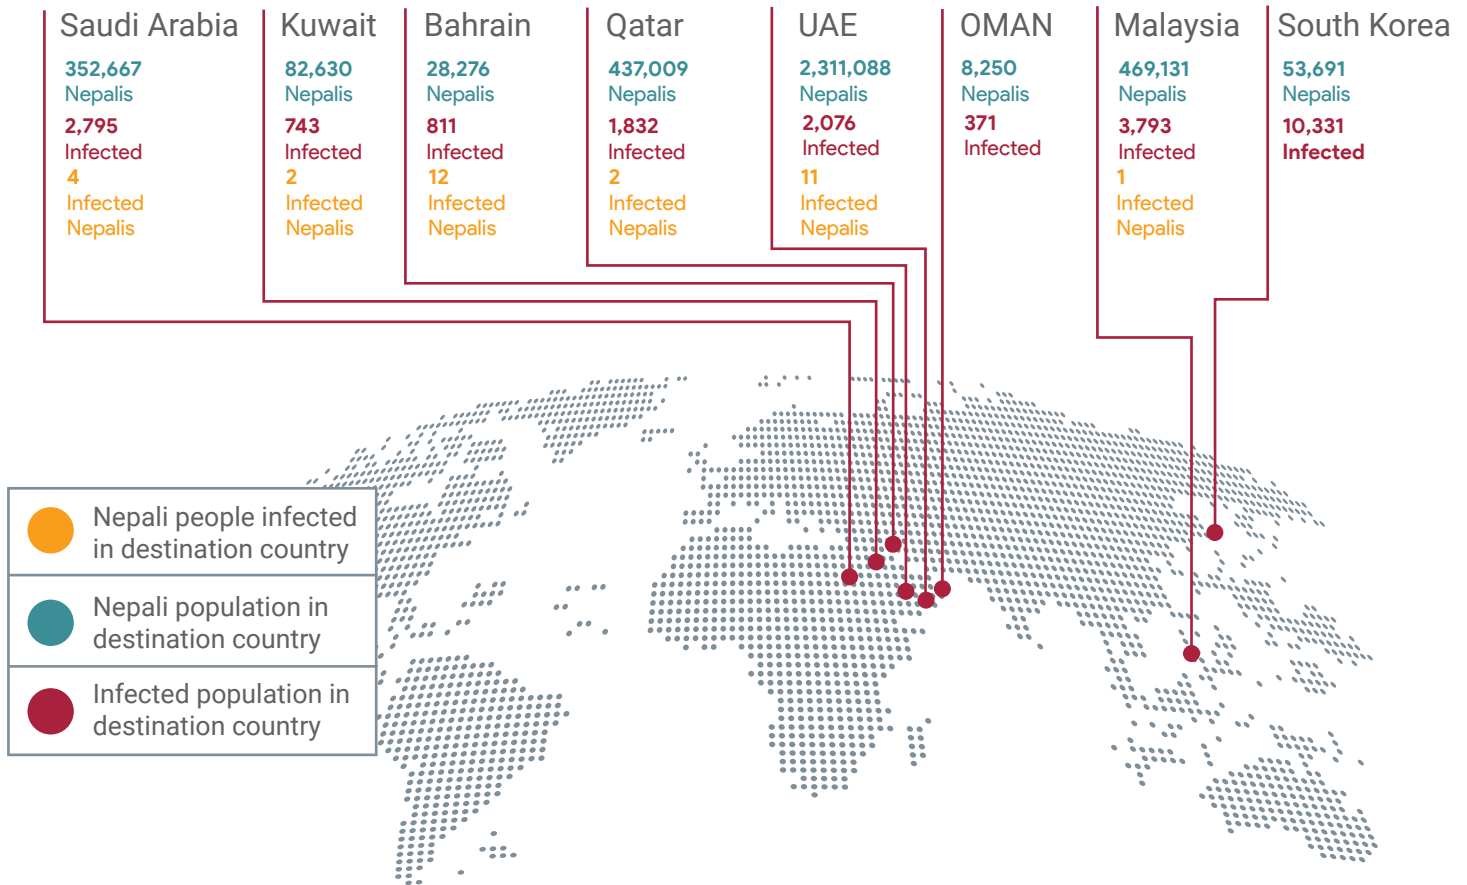 Saudi Arabia
352,667
Nepalis
2,795
Infected
4
Infected
Nepalis
Kuwait
82,630
Nepalis
743
Infected
2
Infected
Nepalis
Bahrain
28,276
Nepalis
811
Infected
12
Infected
Nepalis
Qatar
437,009
Nepalis
1,832
Infected
2
Infected
Nepalis
UAE
2,311,088
Nepalis
2,076
Infected
11
Infected
Nepalis
OMAN
8,250
Nepalis
371
Infected
Malaysia
469,131
Nepalis
3,793
Infected
1
Infected
Nepalis
South Korea
53,691
Nepalis
10,331
Infected
Nepali people infected
in destination country
Nepali population in
destination country
Infected population in
destination country